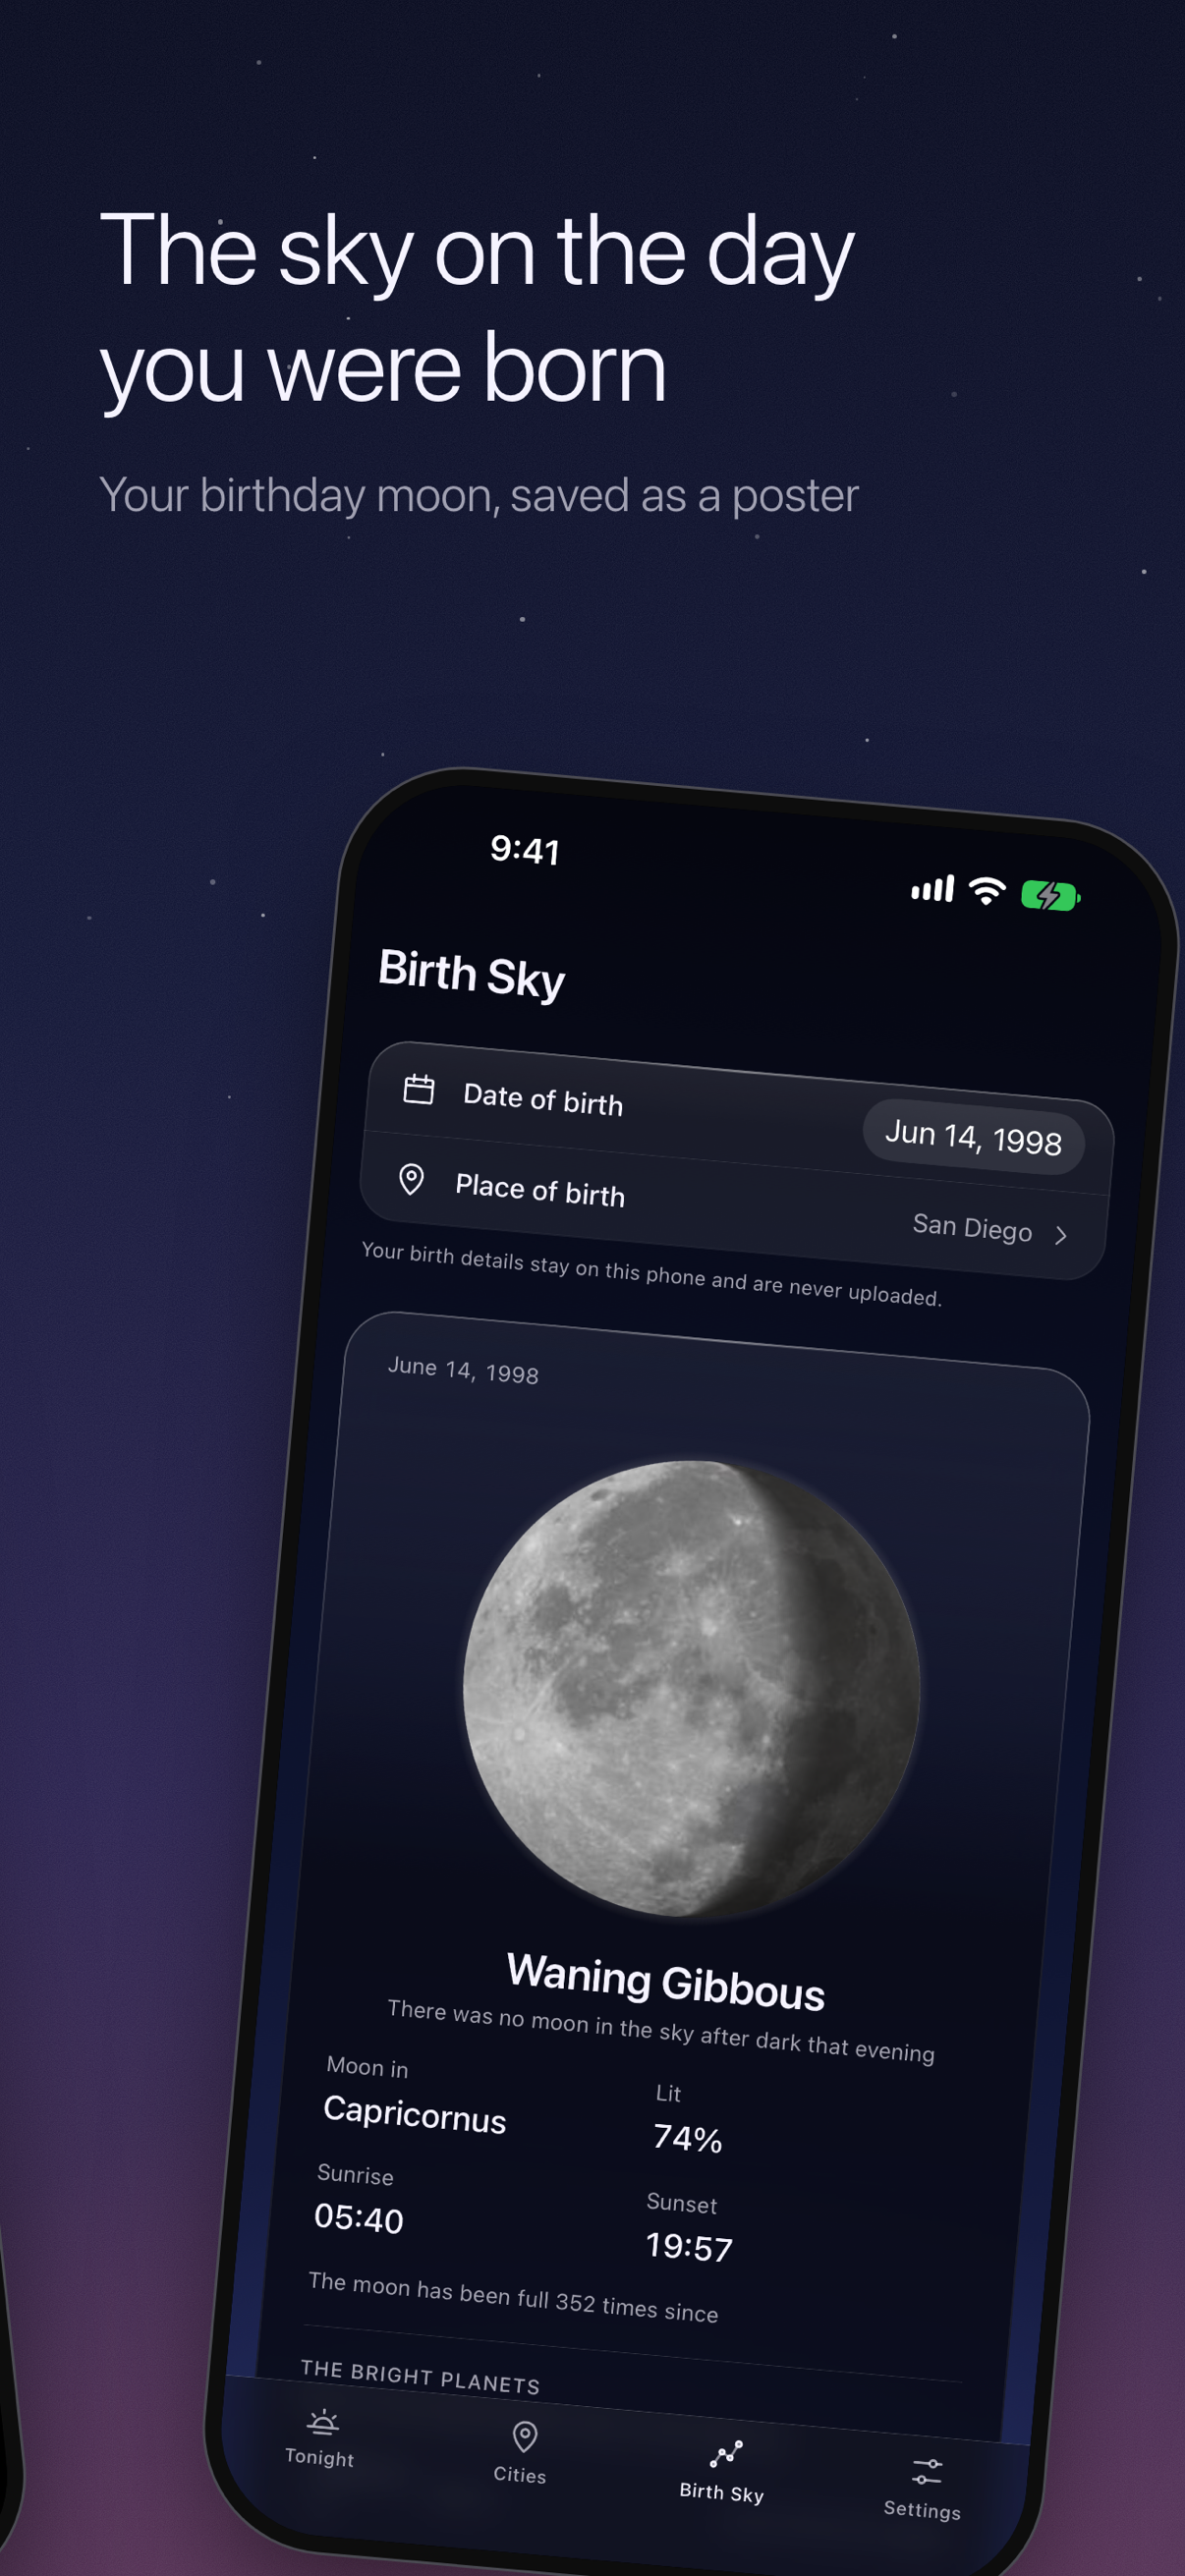 The sky on the day
you were born
Your birthday moon, saved as a poster
9:41
Birth Sky
Date of birth
Jun 14, 1998
Place of birth
San Diego
Your birth details stay on this phone and are never uploaded.
June 14, 1998
Waning Gibbous
There was no moon in the sky after dark that evening
Moon in
Lit
Capricornus
74%
Sunrise
Sunset
05:40
19:57
The moon has been full 352 times since
THE BRIGHT PLANETS
Tonight
Cities
Birth Sky
Settings